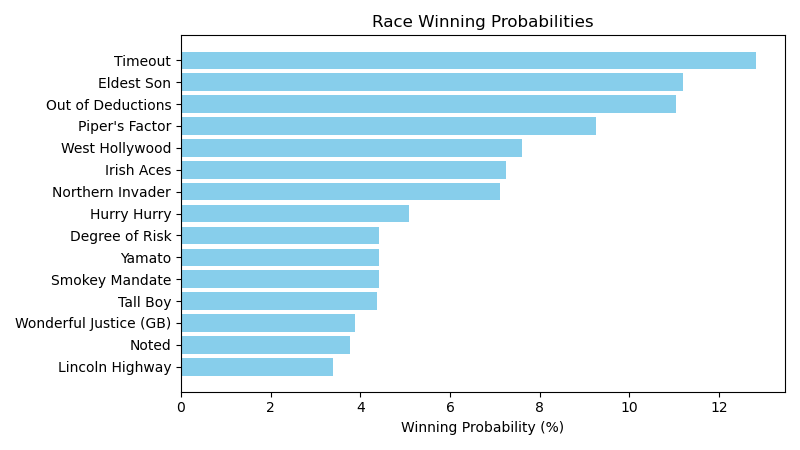 Race Winning Probabilities
Timeout
Eldest Son
Out of Deductions
Piper's Factor
West Hollywood
Irish Aces
Northern Invader
Hurry Hurry
Degree of Risk
Yamato
Smokey Mandate
Tall Boy
Wonderful Justice (GB)
Noted
Lincoln Highway
0 2 4 6 8 10 12
Winning Probability (%)